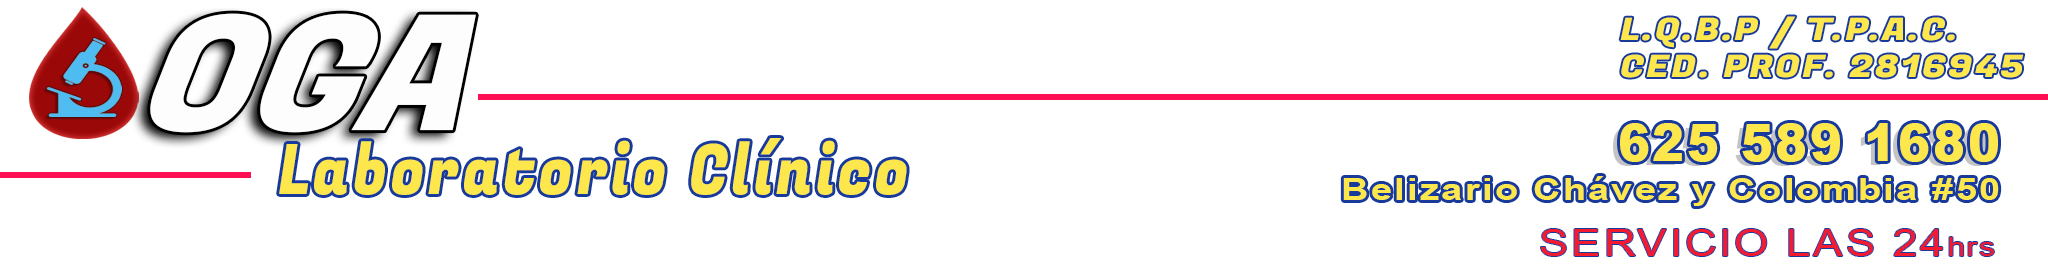 OGA
Laboratorio Clínico
L.Q.B.P / T.P.A.C.
CED. PROF. 2816945
625 589 1680
Belizario Chávez y Colombia #50
SERVICIO LAS 24hrs